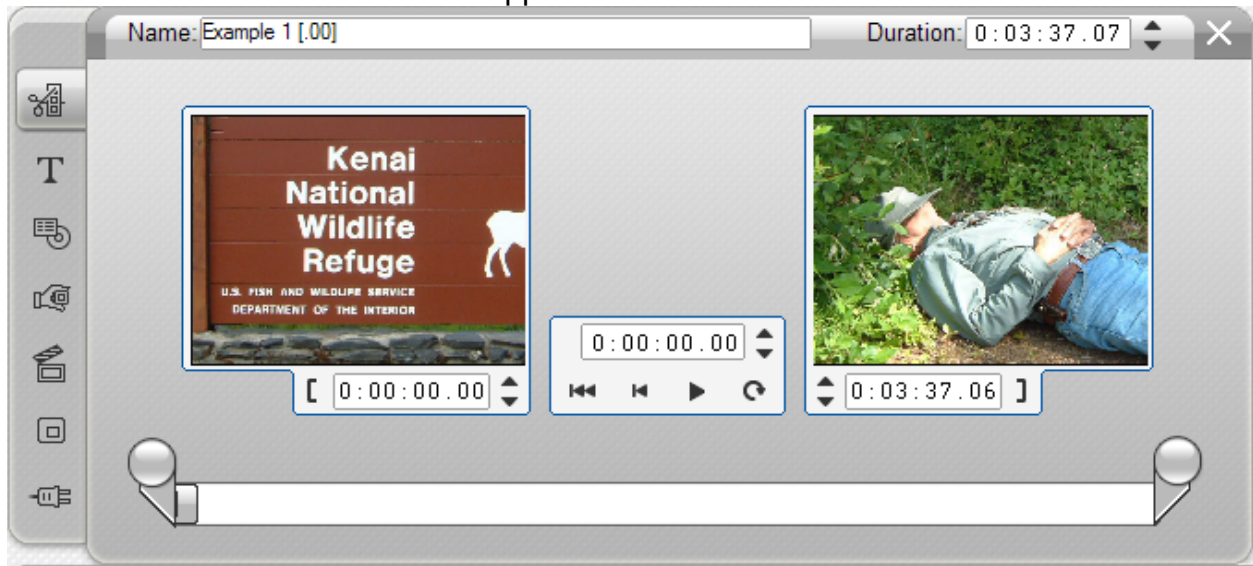 Name: Example 1 [.00] Duration: 0:03:37.07
Kenai
National
Wildlife
Refuge
U.S. FISH AND WILDLIFE SERVICE
DEPARTMENT OF THE INTERIOR
T
0:00:00.00
[ 0:00:00.00
0:03:37.06 ]